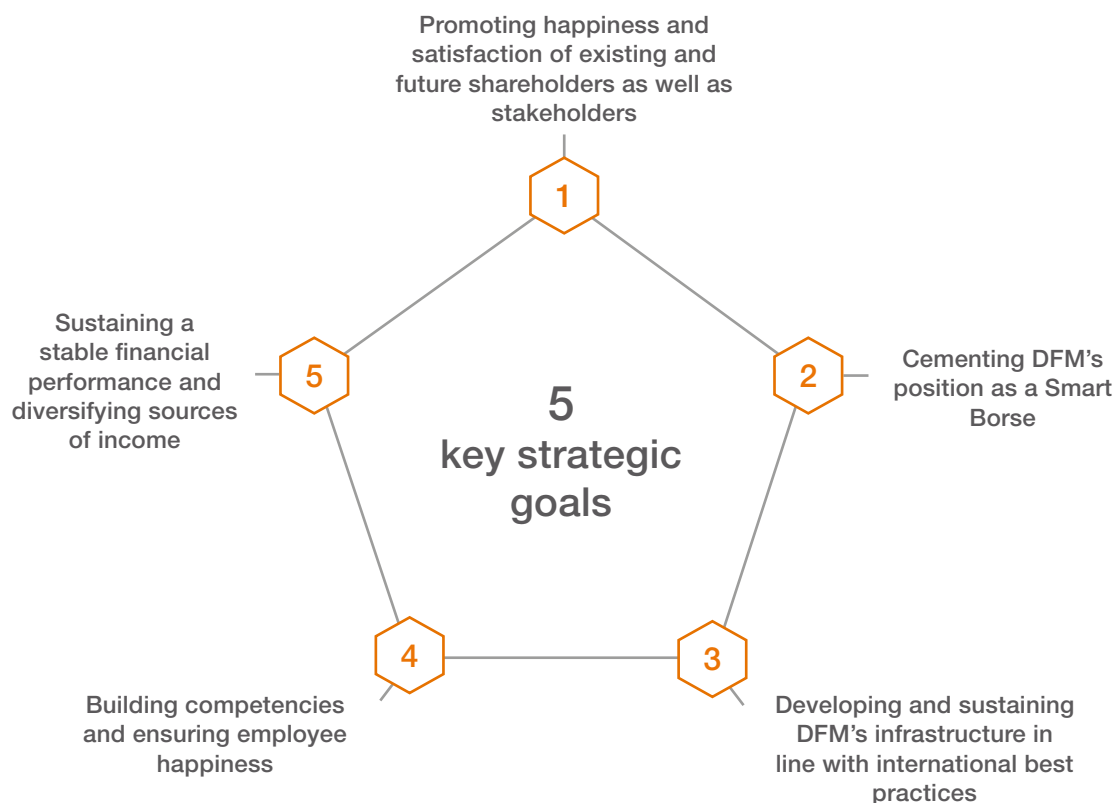 Promoting happiness and
satisfaction of existing and
future shareholders as well as
stakeholders
1
Sustaining a
stable financial
performance and
diversifying sources
of income
5
2
Cementing DFM's
position as a Smart
Borse
5
key strategic
goals
4
3
Building competencies
and ensuring employee
happiness
Developing and sustaining
DFM's infrastructure in
line with international best
practices